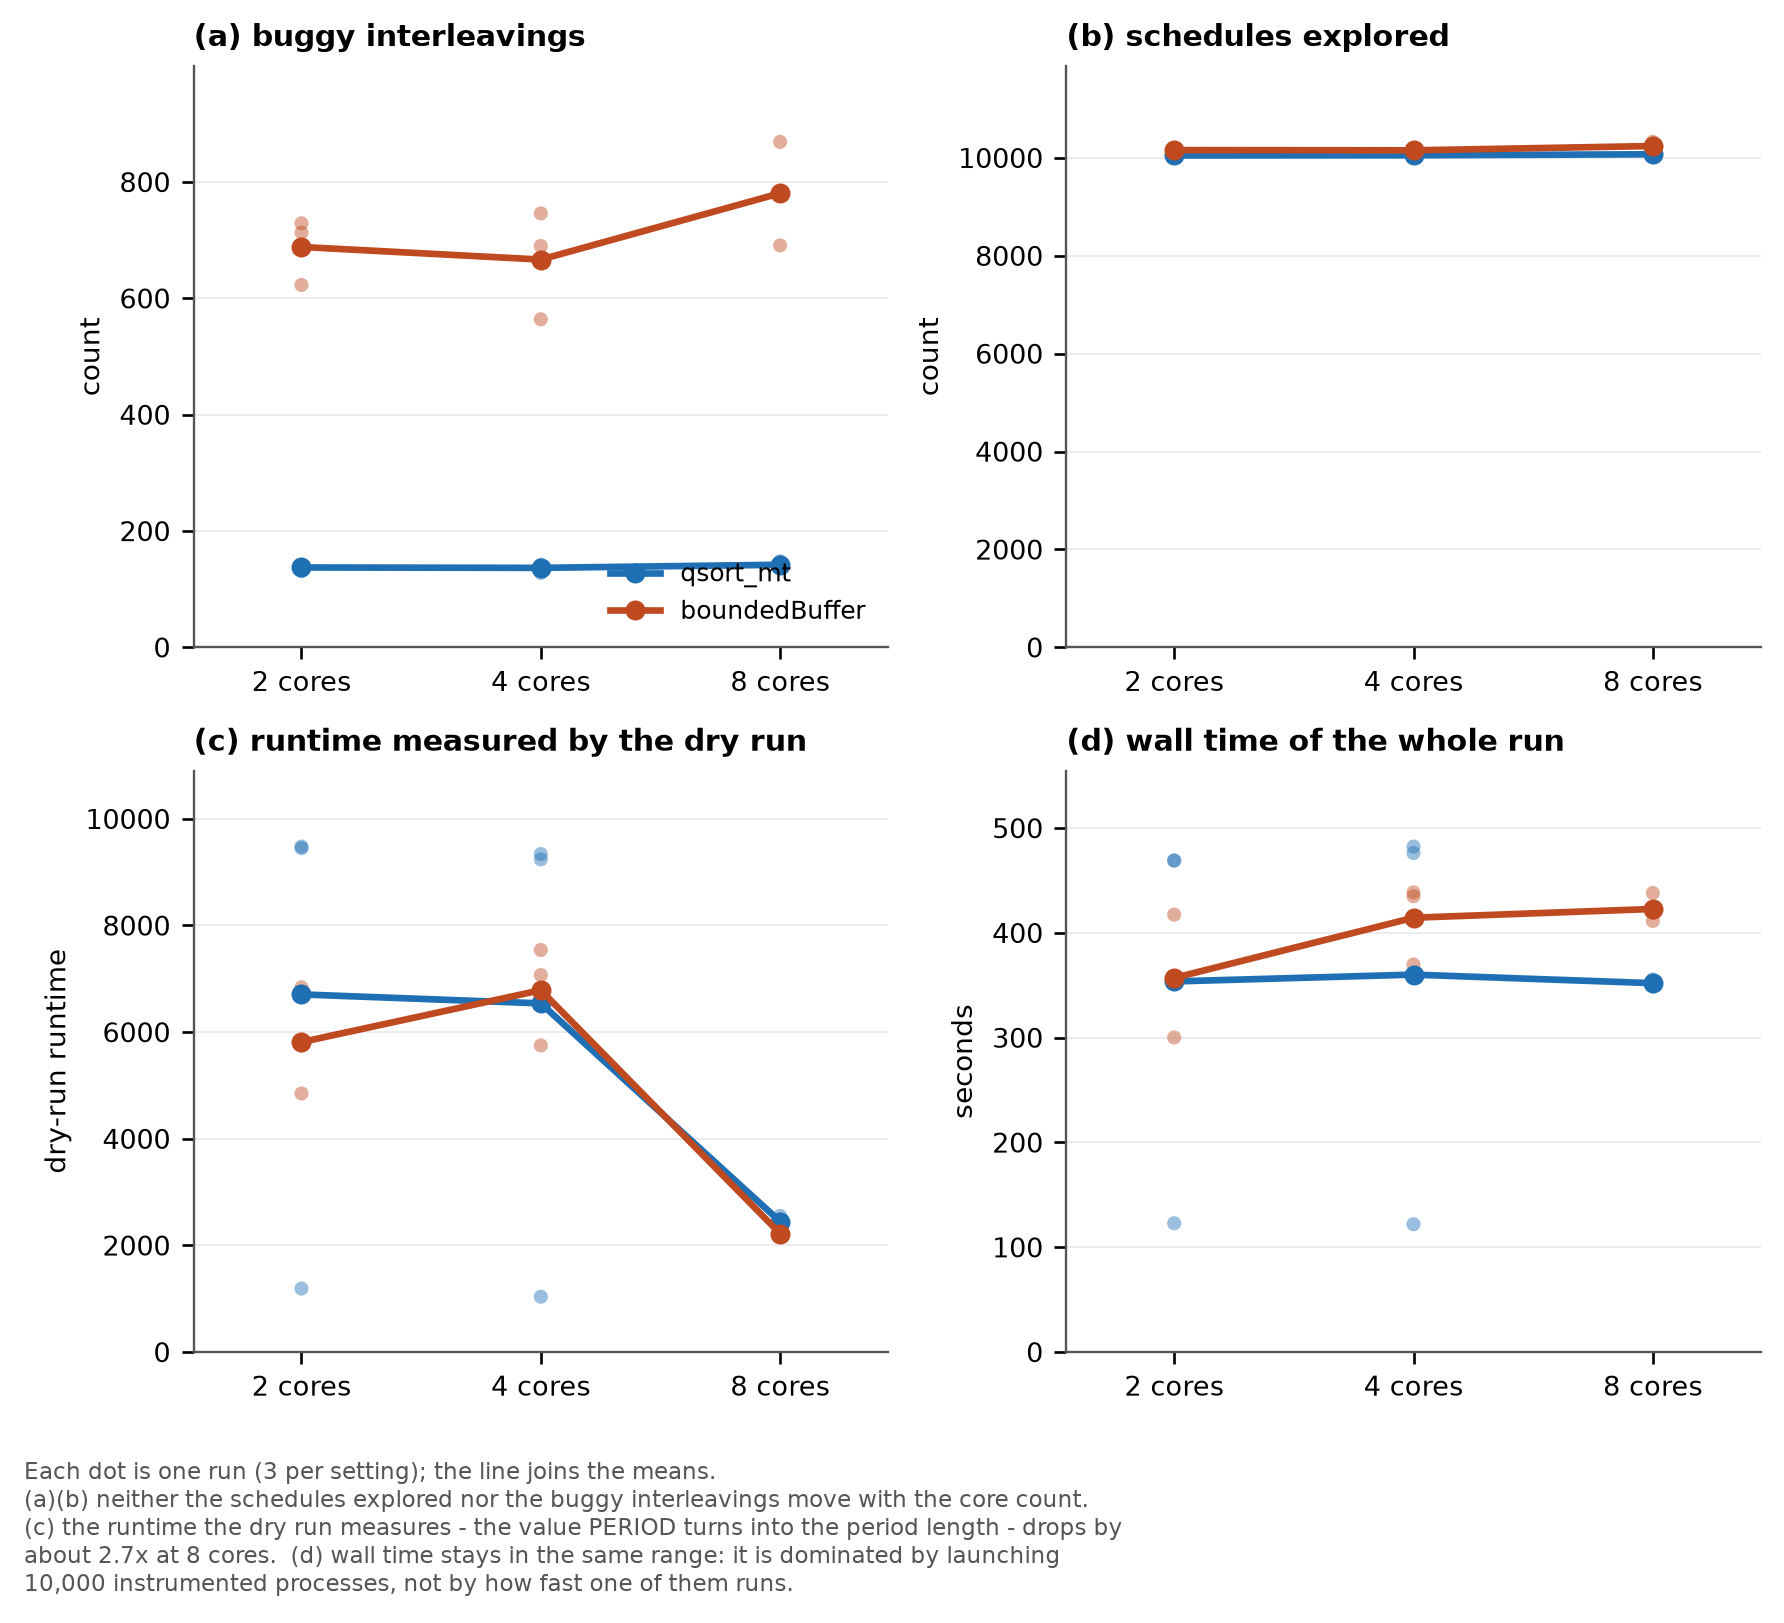 (a) buggy interleavings
(b) schedules explored
count
800
600
400
200
0
2 cores
4 cores
8 cores
qsort_mt
boundedBuffer
count
10000
8000
6000
4000
2000
0
2 cores
4 cores
8 cores
(c) runtime measured by the dry run
(d) wall time of the whole run
dry-run runtime
10000
8000
6000
4000
2000
0
2 cores
4 cores
8 cores
seconds
500
400
300
200
100
0
2 cores
4 cores
8 cores
Each dot is one run (3 per setting); the line joins the means.
(a)(b) neither the schedules explored nor the buggy interleavings move with the core count.
(c) the runtime the dry run measures - the value PERIOD turns into the period length - drops by
about 2.7x at 8 cores.  (d) wall time stays in the same range: it is dominated by launching
10,000 instrumented processes, not by how fast one of them runs.